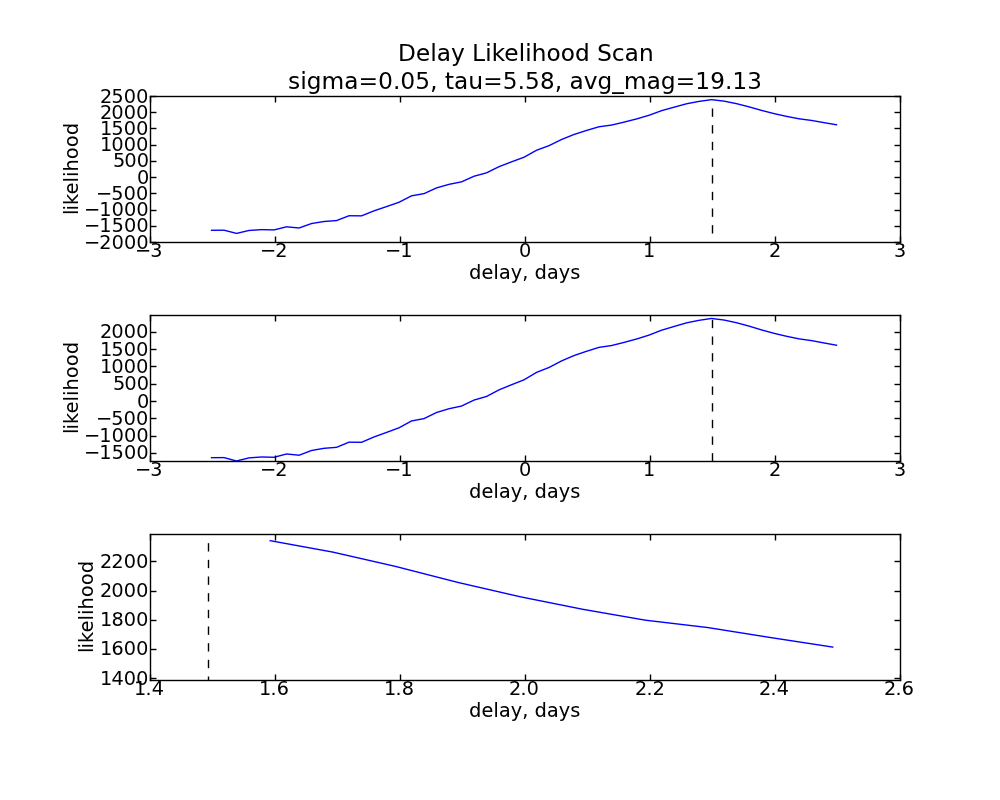 Delay Likelihood Scan
sigma=0.05, tau=5.58, avg_mag=19.13
2500
2000
1500
1000
500
0
−500
−1000
−1500
−2000
likelihood
−3 −2 −1 0 1 2 3
delay, days
2000
1500
1000
500
0
−500
−1000
−1500
likelihood
−3 −2 −1 0 1 2 3
delay, days
2200
2000
1800
1600
1400
likelihood
1.4 1.6 1.8 2.0 2.2 2.4 2.6
delay, days